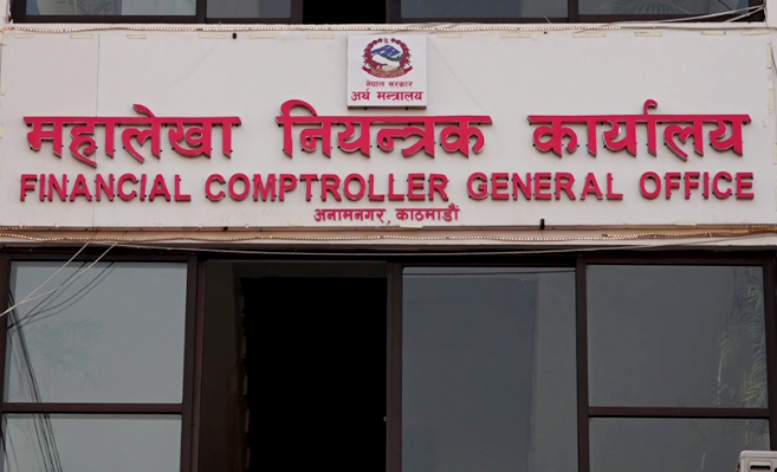 नेपाल सरकार
अर्थ मन्त्रालय
महालेखा नियन्त्रक कार्यालय
FINANCIAL COMPTROLLER GENERAL OFFICE
अनामनगर, काठमाडौं